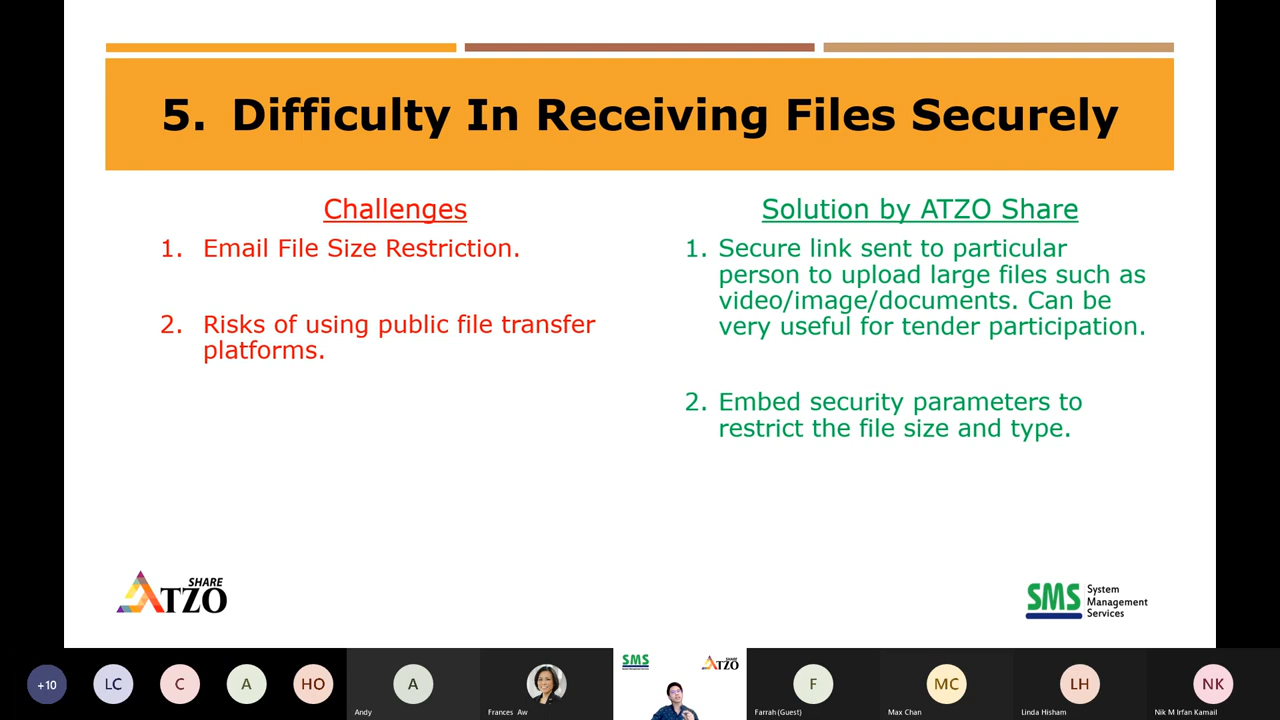 5. Difficulty In Receiving Files Securely
Challenges
1. Email File Size Restriction.
2. Risks of using public file transfer
platforms.
Solution by ATZO Share
1. Secure link sent to particular
person to upload large files such as
video/image/documents. Can be
very useful for tender participation.
2. Embed security parameters to
restrict the file size and type.
SHARE
ATZO
SMS
System
Management
Services
+10
LC
C
A
HO
A
Andy
Frances Aw
SMS
ATZO
F
Farrah (Guest)
MC
Max Chan
LH
Linda Hisham
NK
Nik M Irfan Kamail